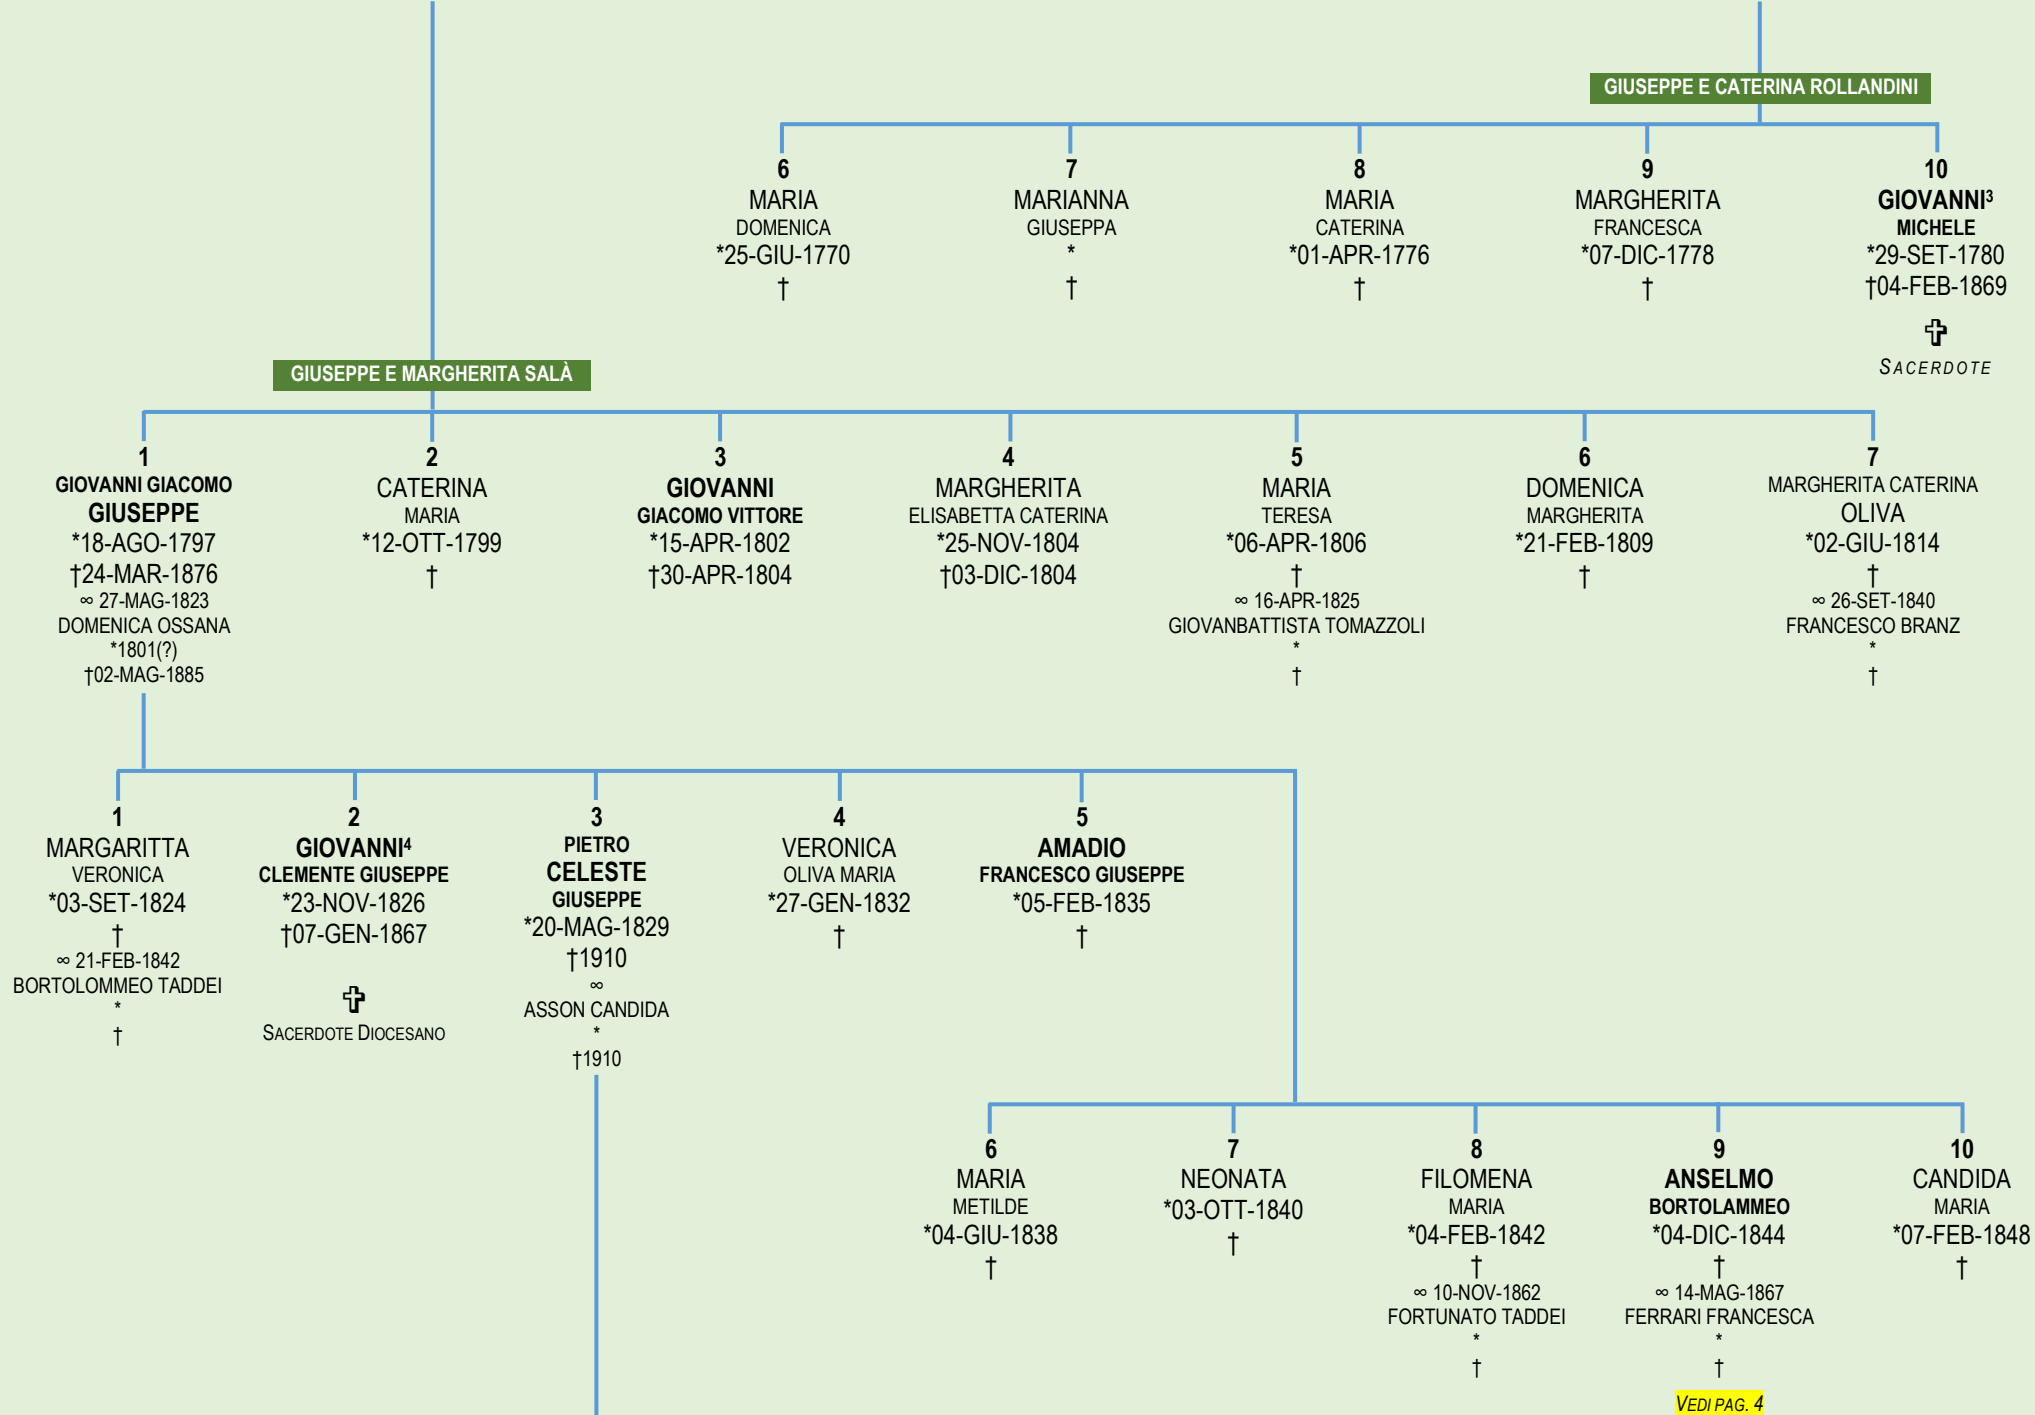 GIUSEPPE E CATERINA ROLLANDINI
6
MARIA
DOMENICA
*25-GIU-1770
†
7
MARIANNA
GIUSEPPA
*
†
8
MARIA
CATERINA
*01-APR-1776
†
9
MARGHERITA
FRANCESCA
*07-DIC-1778
†
10
GIOVANNI³
MICHELE
*29-SET-1780
†04-FEB-1869
✞
SACERDOTE
GIUSEPPE E MARGHERITA SALÀ
1
GIOVANNI GIACOMO
GIUSEPPE
*18-AGO-1797
†24-MAR-1876
∞ 27-MAG-1823
DOMENICA OSSANA
*1801(?)
†02-MAG-1885
2
CATERINA
MARIA
*12-OTT-1799
†
3
GIOVANNI
GIACOMO VITTORE
*15-APR-1802
†30-APR-1804
4
MARGHERITA
ELISABETTA CATERINA
*25-NOV-1804
†03-DIC-1804
5
MARIA
TERESA
*06-APR-1806
†
∞ 16-APR-1825
GIOVANBATTISTA TOMAZZOLI
*
†
6
DOMENICA
MARGHERITA
*21-FEB-1809
†
7
MARGHERITA CATERINA
OLIVA
*02-GIU-1814
†
∞ 26-SET-1840
FRANCESCO BRANZ
*
†
1
MARGARITTA
VERONICA
*03-SET-1824
†
∞ 21-FEB-1842
BORTOLOMMEO TADDEI
*
†
2
GIOVANNI⁴
CLEMENTE GIUSEPPE
*23-NOV-1826
†07-GEN-1867
✞
SACERDOTE DIOCESANO
3
PIETRO
CELESTE
GIUSEPPE
*20-MAG-1829
†1910
∞
ASSON CANDIDA
*
†1910
4
VERONICA
OLIVA MARIA
*27-GEN-1832
†
5
AMADIO
FRANCESCO GIUSEPPE
*05-FEB-1835
†
6
MARIA
METILDE
*04-GIU-1838
†
7
NEONATA
*03-OTT-1840
†
8
FILOMENA
MARIA
*04-FEB-1842
†
∞ 10-NOV-1862
FORTUNATO TADDEI
*
†
9
ANSELMO
BORTOLAMMEO
*04-DIC-1844
†
∞ 14-MAG-1867
FERRARI FRANCESCA
*
†
VEDI PAG. 4
10
CANDIDA
MARIA
*07-FEB-1848
†